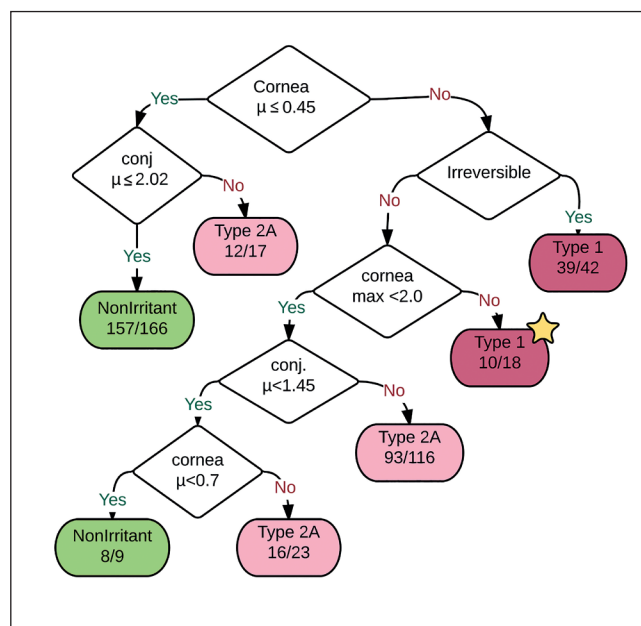 Cornea
μ ≤ 0.45
Yes
No
conj
μ ≤ 2.02
Irreversible
No
No
Yes
Type 2A
12/17
Yes
Type 1
39/42
cornea
max <2.0
NonIrritant
157/166
Yes
No
Type 1
10/18
conj.
μ<1.45
Yes
No
Type 2A
93/116
cornea
μ<0.7
Yes
No
NonIrritant
8/9
Type 2A
16/23